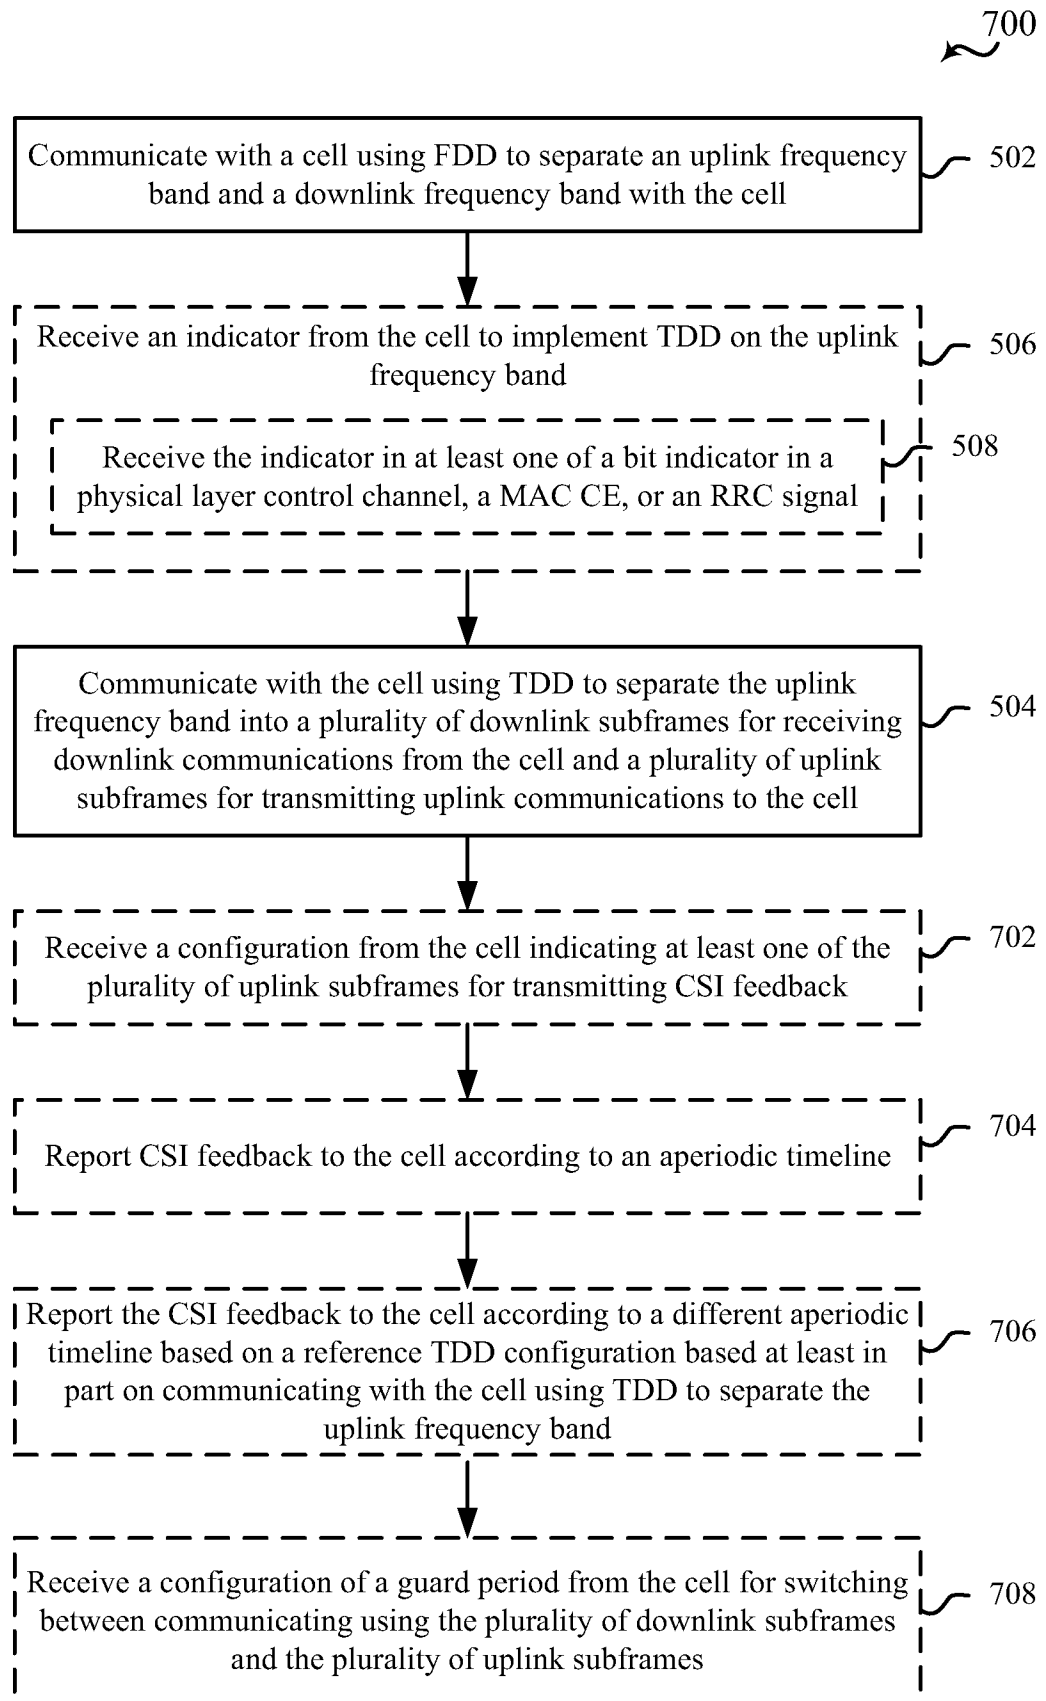 700
Communicate with a cell using FDD to separate an uplink frequency
band and a downlink frequency band with the cell
502
Receive an indicator from the cell to implement TDD on the uplink
frequency band
506
Receive the indicator in at least one of a bit indicator in a
physical layer control channel, a MAC CE, or an RRC signal
508
Communicate with the cell using TDD to separate the uplink
frequency band into a plurality of downlink subframes for receiving
downlink communications from the cell and a plurality of uplink
subframes for transmitting uplink communications to the cell
504
Receive a configuration from the cell indicating at least one of the
plurality of uplink subframes for transmitting CSI feedback
702
Report CSI feedback to the cell according to an aperiodic timeline
704
Report the CSI feedback to the cell according to a different aperiodic
timeline based on a reference TDD configuration based at least in
part on communicating with the cell using TDD to separate the
uplink frequency band
706
Receive a configuration of a guard period from the cell for switching
between communicating using the plurality of downlink subframes
and the plurality of uplink subframes
708